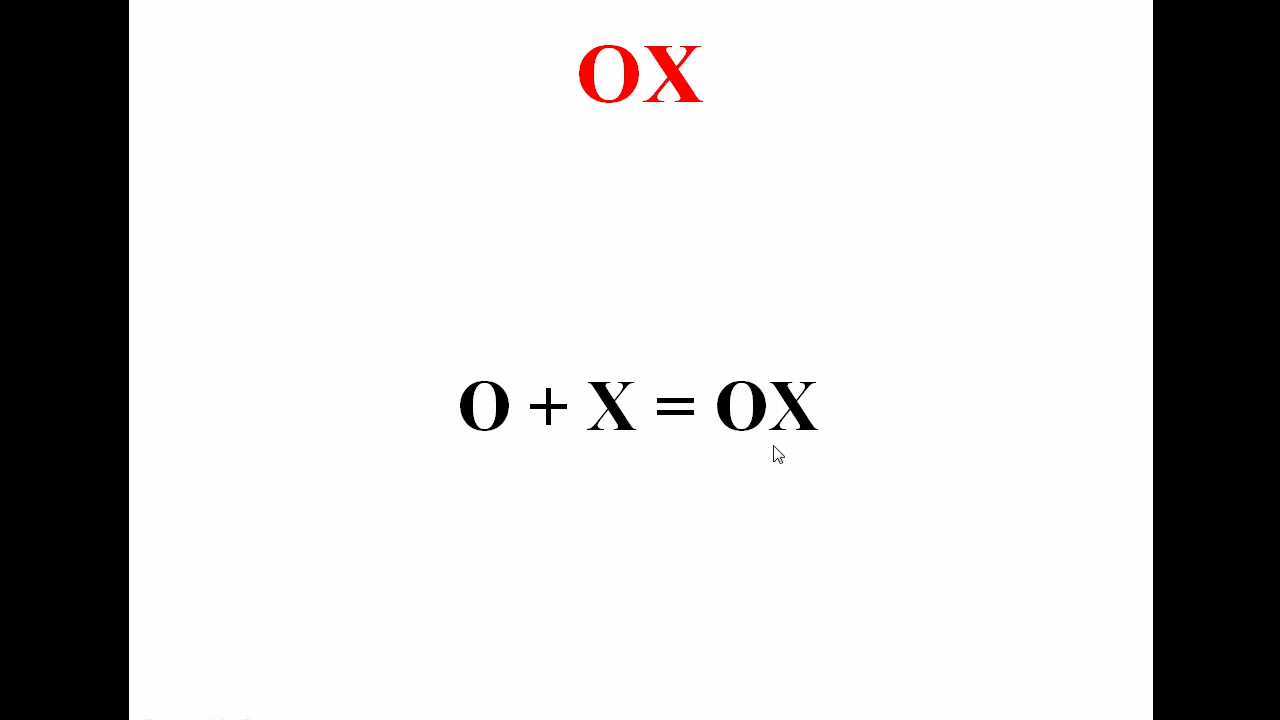 OX
O + X = OX